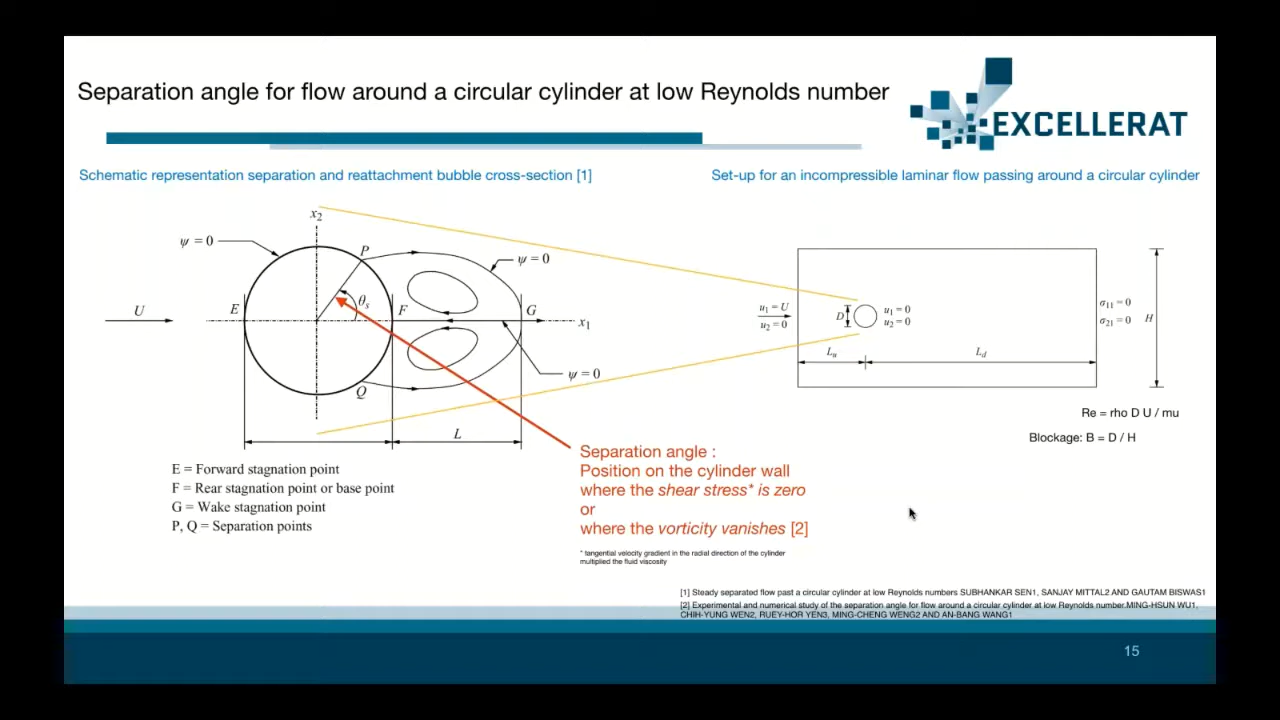 Separation angle for flow around a circular cylinder at low Reynolds number
EXCELLERAT
Schematic representation separation and reattachment bubble cross-section [1]
Set-up for an incompressible laminar flow passing around a circular cylinder
x₂
ψ = 0
P
ψ = 0
U
E
θₛ
F
G
x₁
Q
ψ = 0
L
u₁ = U
u₂ = 0
D
u₁ = 0
u₂ = 0
σ₁₁ = 0
σ₂₁ = 0
H
Lᵤ
L_d
Re = rho D U / mu
Blockage: B = D / H
E = Forward stagnation point
F = Rear stagnation point or base point
G = Wake stagnation point
P, Q = Separation points
Separation angle :
Position on the cylinder wall
where the shear stress* is zero
or
where the vorticity vanishes [2]
* tangential velocity gradient in the radial direction of the cylinder
multiplied the fluid viscosity
[1] Steady separated flow past a circular cylinder at low Reynolds numbers SUBHANKAR SEN1, SANJAY MITTAL2 AND GAUTAM BISWAS1
[2] Experimental and numerical study of the separation angle for flow around a circular cylinder at low Reynolds number.MING-HSUN WU1,
CHIH-YUNG WEN2, RUEY-HOR YEN3, MING-CHENG WENG2 AND AN-BANG WANG1
15